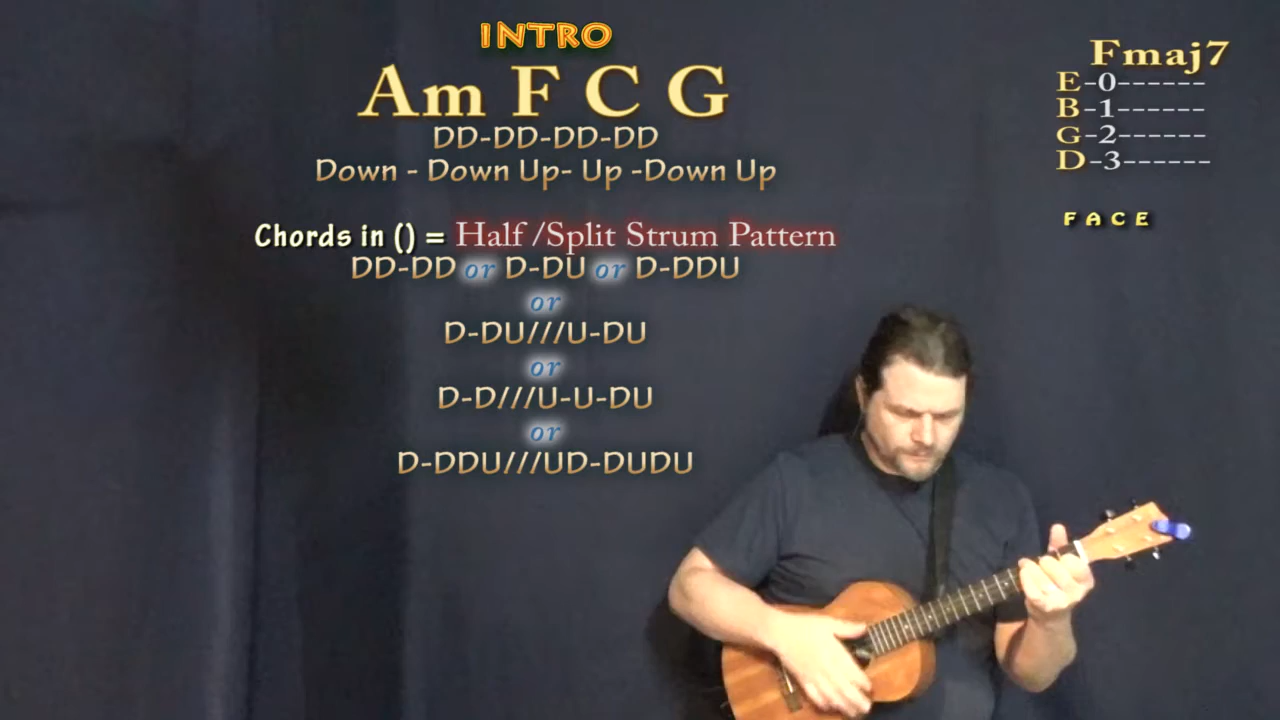 INTRO
Am F C G
DD-DD-DD-DD
Down - Down Up- Up -Down Up
Chords in () = Half /Split Strum Pattern
DD-DD or D-DU or D-DDU
or
D-DU///U-DU
or
D-D///U-U-DU
or
D-DDU///UD-DUDU
Fmaj7
E-0------
B-1------
G-2------
D-3------
F A C E